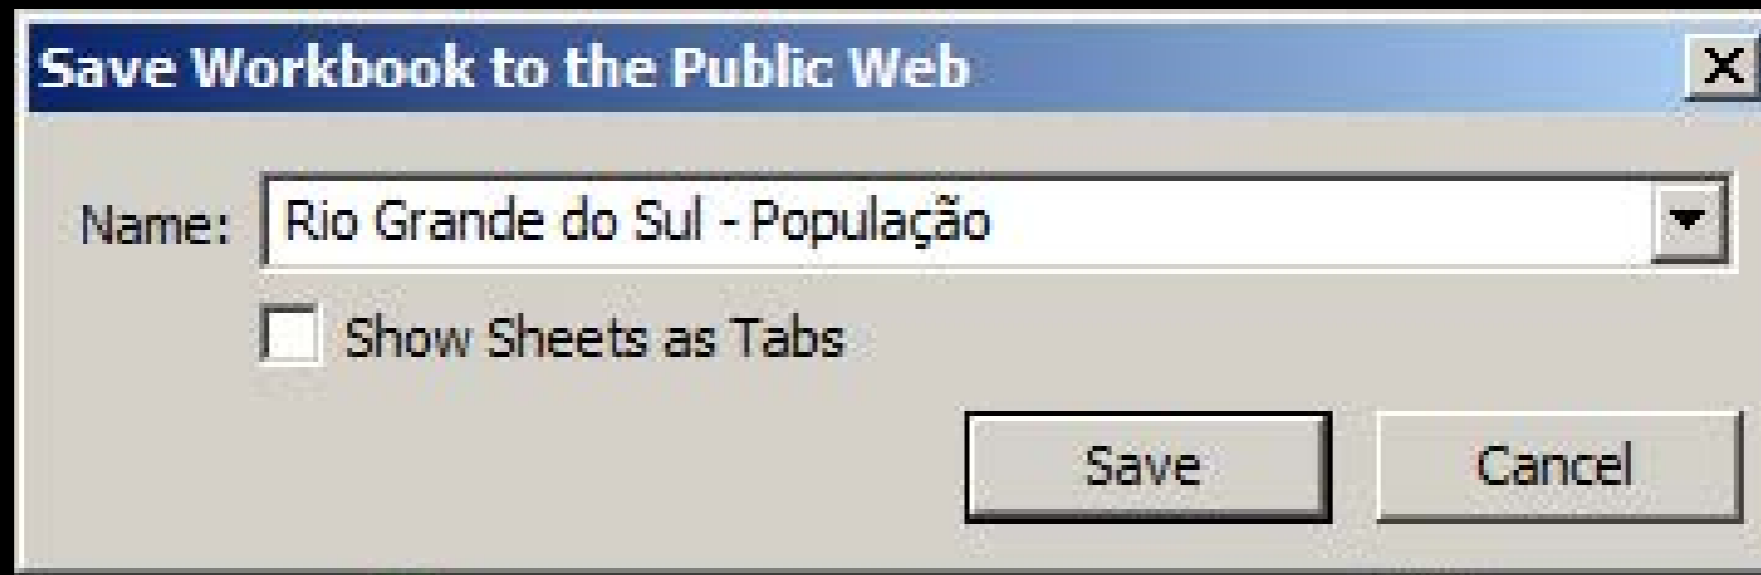 Save Workbook to the Public Web
Name: Rio Grande do Sul - População
Show Sheets as Tabs
Save Cancel